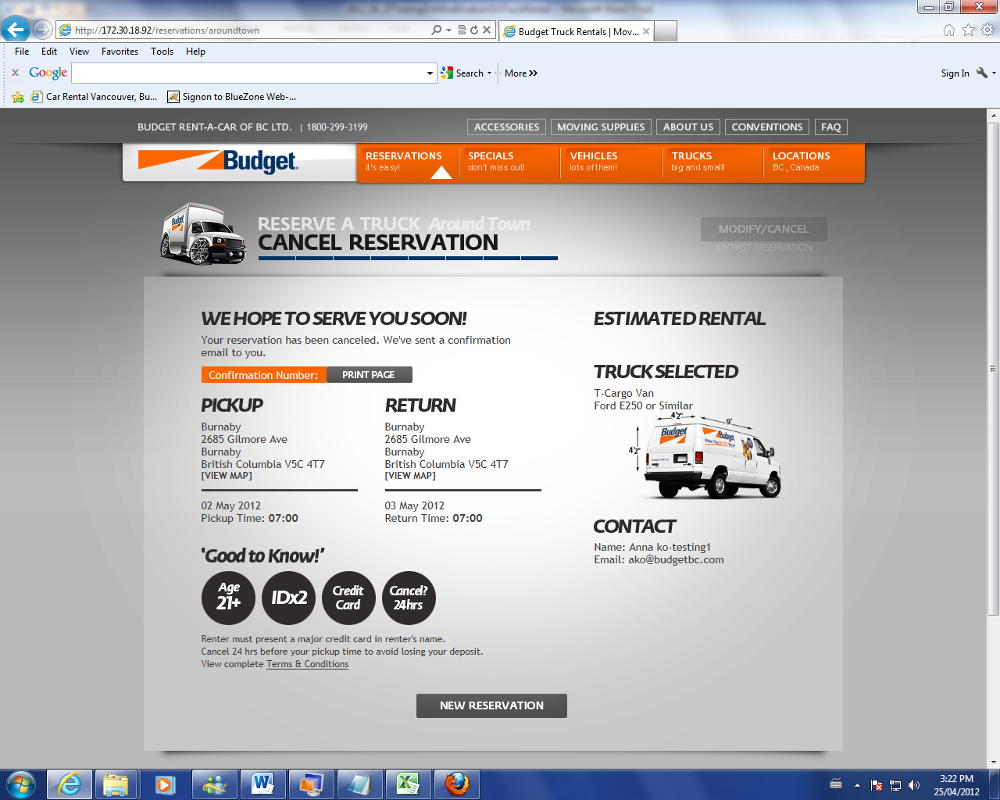 http://172.30.18.92/reservations/aroundtown
Budget Truck Rentals | Mov...
File Edit View Favorites Tools Help
Google
Search
More
Sign In
Car Rental Vancouver, Bu...
Signon to BlueZone Web-...
BUDGET RENT-A-CAR OF BC LTD. | 1800-299-3199
ACCESSORIES MOVING SUPPLIES ABOUT US CONVENTIONS FAQ
Budget
RESERVATIONS
it's easy!
SPECIALS
don't miss out!
VEHICLES
lots of them!
TRUCKS
big and small!
LOCATIONS
BC , Canada
Budget
RESERVE A TRUCK Around Town
CANCEL RESERVATION
MODIFY/CANCEL
MY PAST RESERVATION
WE HOPE TO SERVE YOU SOON!
Your reservation has been canceled. We've sent a confirmation
email to you.
Confirmation Number:
PRINT PAGE
PICKUP
Burnaby
2685 Gilmore Ave
Burnaby
British Columbia V5C 4T7
[VIEW MAP]
02 May 2012
Pickup Time: 07:00
RETURN
Burnaby
2685 Gilmore Ave
Burnaby
British Columbia V5C 4T7
[VIEW MAP]
03 May 2012
Return Time: 07:00
'Good to Know!'
Age
21+
IDx2
Credit
Card
Cancel?
24hrs
Renter must present a major credit card in renter's name.
Cancel 24 hrs before your pickup time to avoid losing your deposit.
View complete Terms & Conditions
ESTIMATED RENTAL
TRUCK SELECTED
T-Cargo Van
Ford E250 or Similar
4'2"
9'
4'2"
Budget
Budget
CONTACT
Name: Anna ko-testing1
Email: ako@budgetbc.com
NEW RESERVATION
3:22 PM
25/04/2012